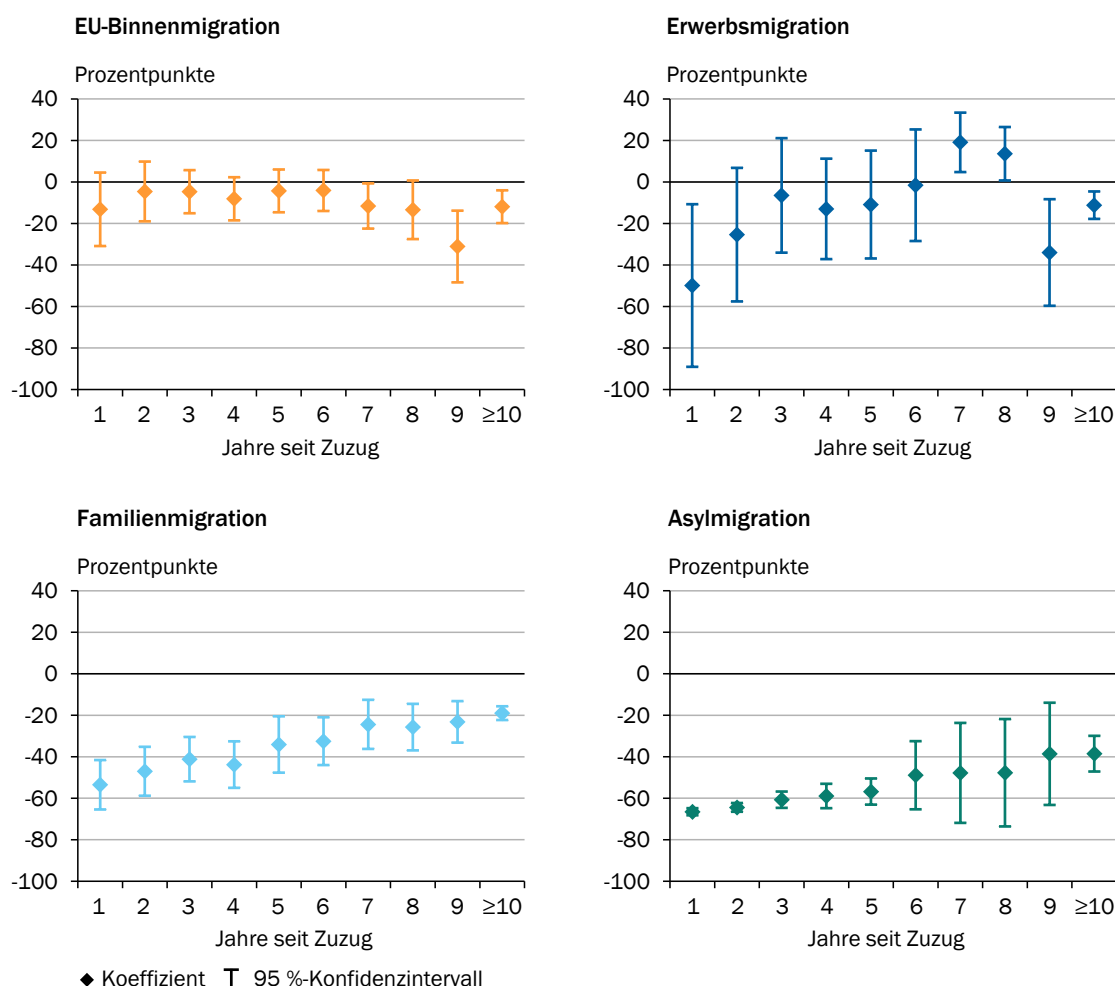 EU-Binnenmigration
Prozentpunkte
40
20
0
-20
-40
-60
-80
-100
1 2 3 4 5 6 7 8 9 ≥10
Jahre seit Zuzug
Erwerbsmigration
Prozentpunkte
40
20
0
-20
-40
-60
-80
-100
1 2 3 4 5 6 7 8 9 ≥10
Jahre seit Zuzug
Familienmigration
Prozentpunkte
40
20
0
-20
-40
-60
-80
-100
1 2 3 4 5 6 7 8 9 ≥10
Jahre seit Zuzug
Asylmigration
Prozentpunkte
40
20
0
-20
-40
-60
-80
-100
1 2 3 4 5 6 7 8 9 ≥10
Jahre seit Zuzug
Koeffizient 95 %-Konfidenzintervall